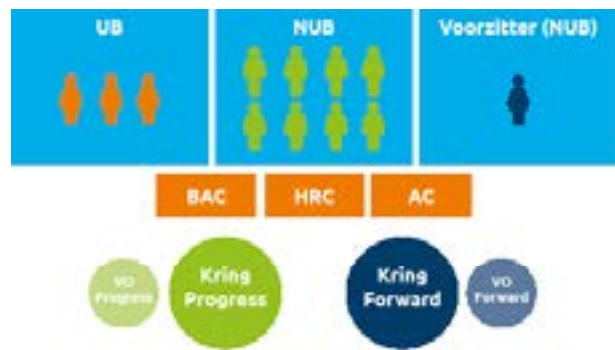 UB
NUB
Voorzitter (NUB)
BAC
HRC
AC
VO
Progress
Kring
Progress
Kring
Forward
VO
Forward